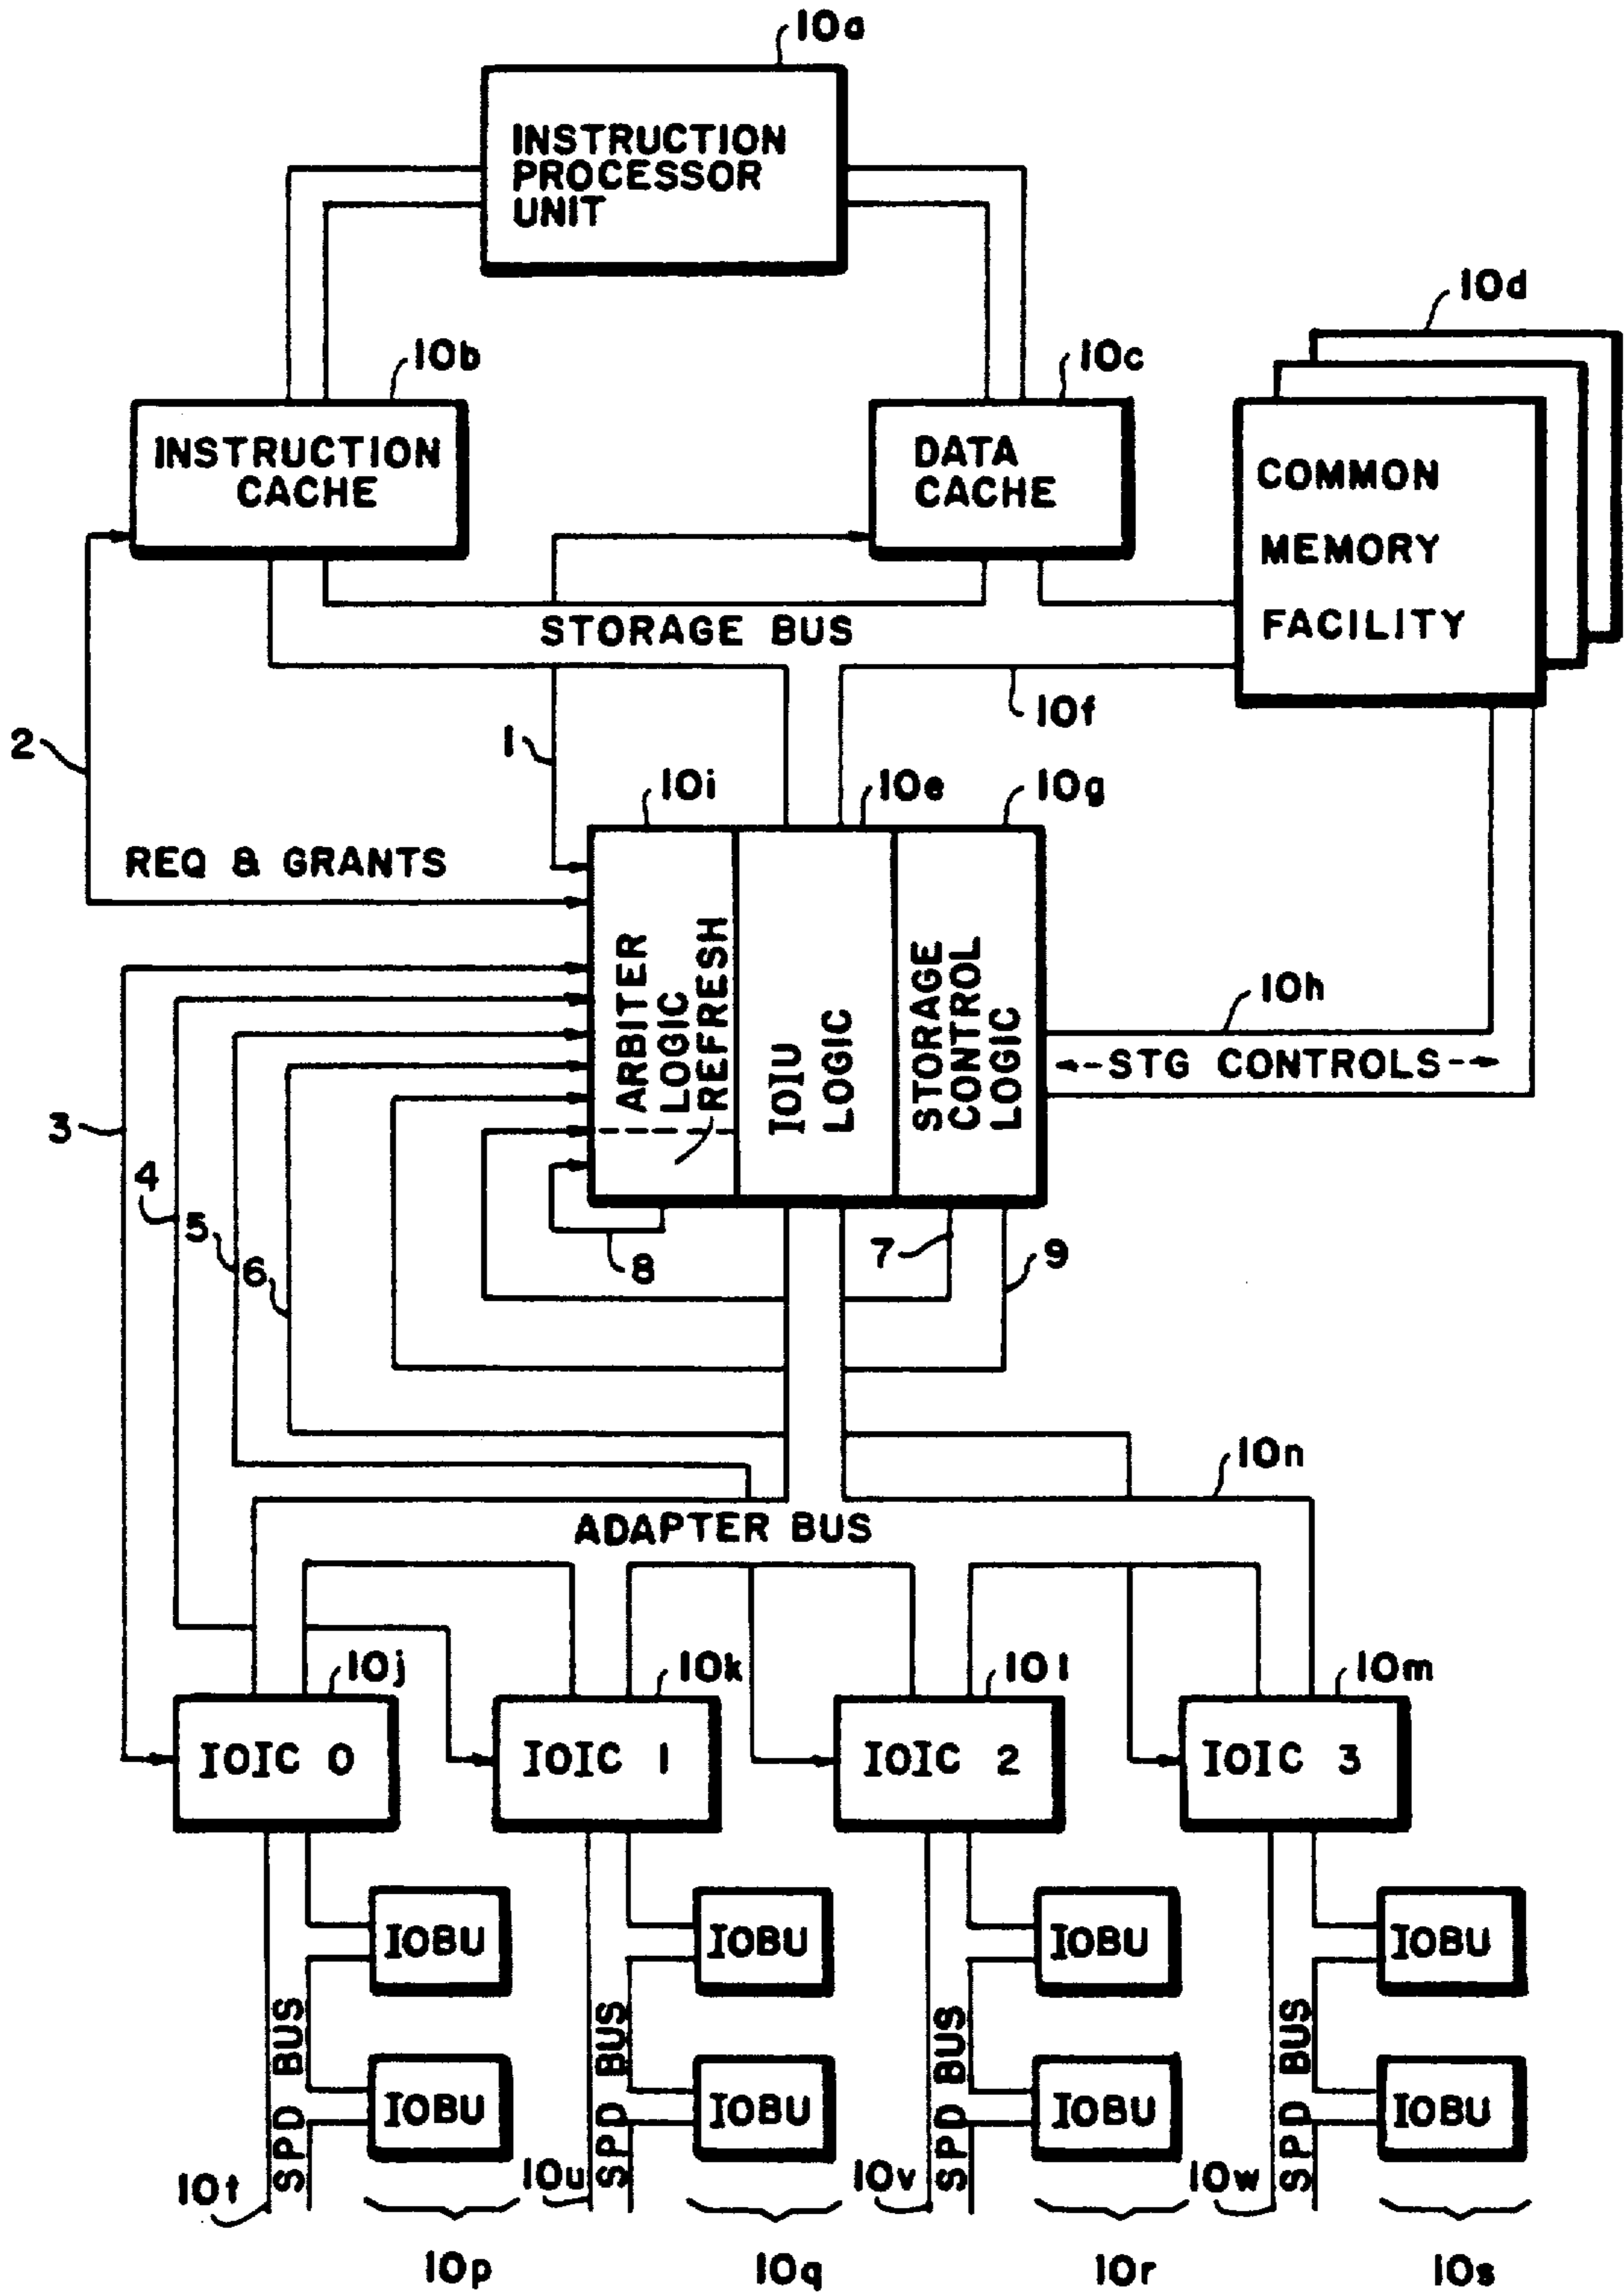 10a
INSTRUCTION
PROCESSOR
UNIT
10d
10b
10c
INSTRUCTION
CACHE
DATA
CACHE
COMMON
MEMORY
FACILITY
STORAGE BUS
10f
2
1
10i
10e
10g
REQ & GRANTS
ARBITER
LOGIC
REFRESH
IOIU
LOGIC
STORAGE
CONTROL
LOGIC
10h
STG CONTROLS
3
4
5
6
7
8
9
10n
ADAPTER BUS
10j
10k
10l
10m
IOIC 0
IOIC 1
IOIC 2
IOIC 3
IOBU
IOBU
IOBU
IOBU
SPD BUS
SPD BUS
SPD BUS
SPD BUS
IOBU
IOBU
IOBU
IOBU
10t
10u
10v
10w
10p
10q
10r
10s